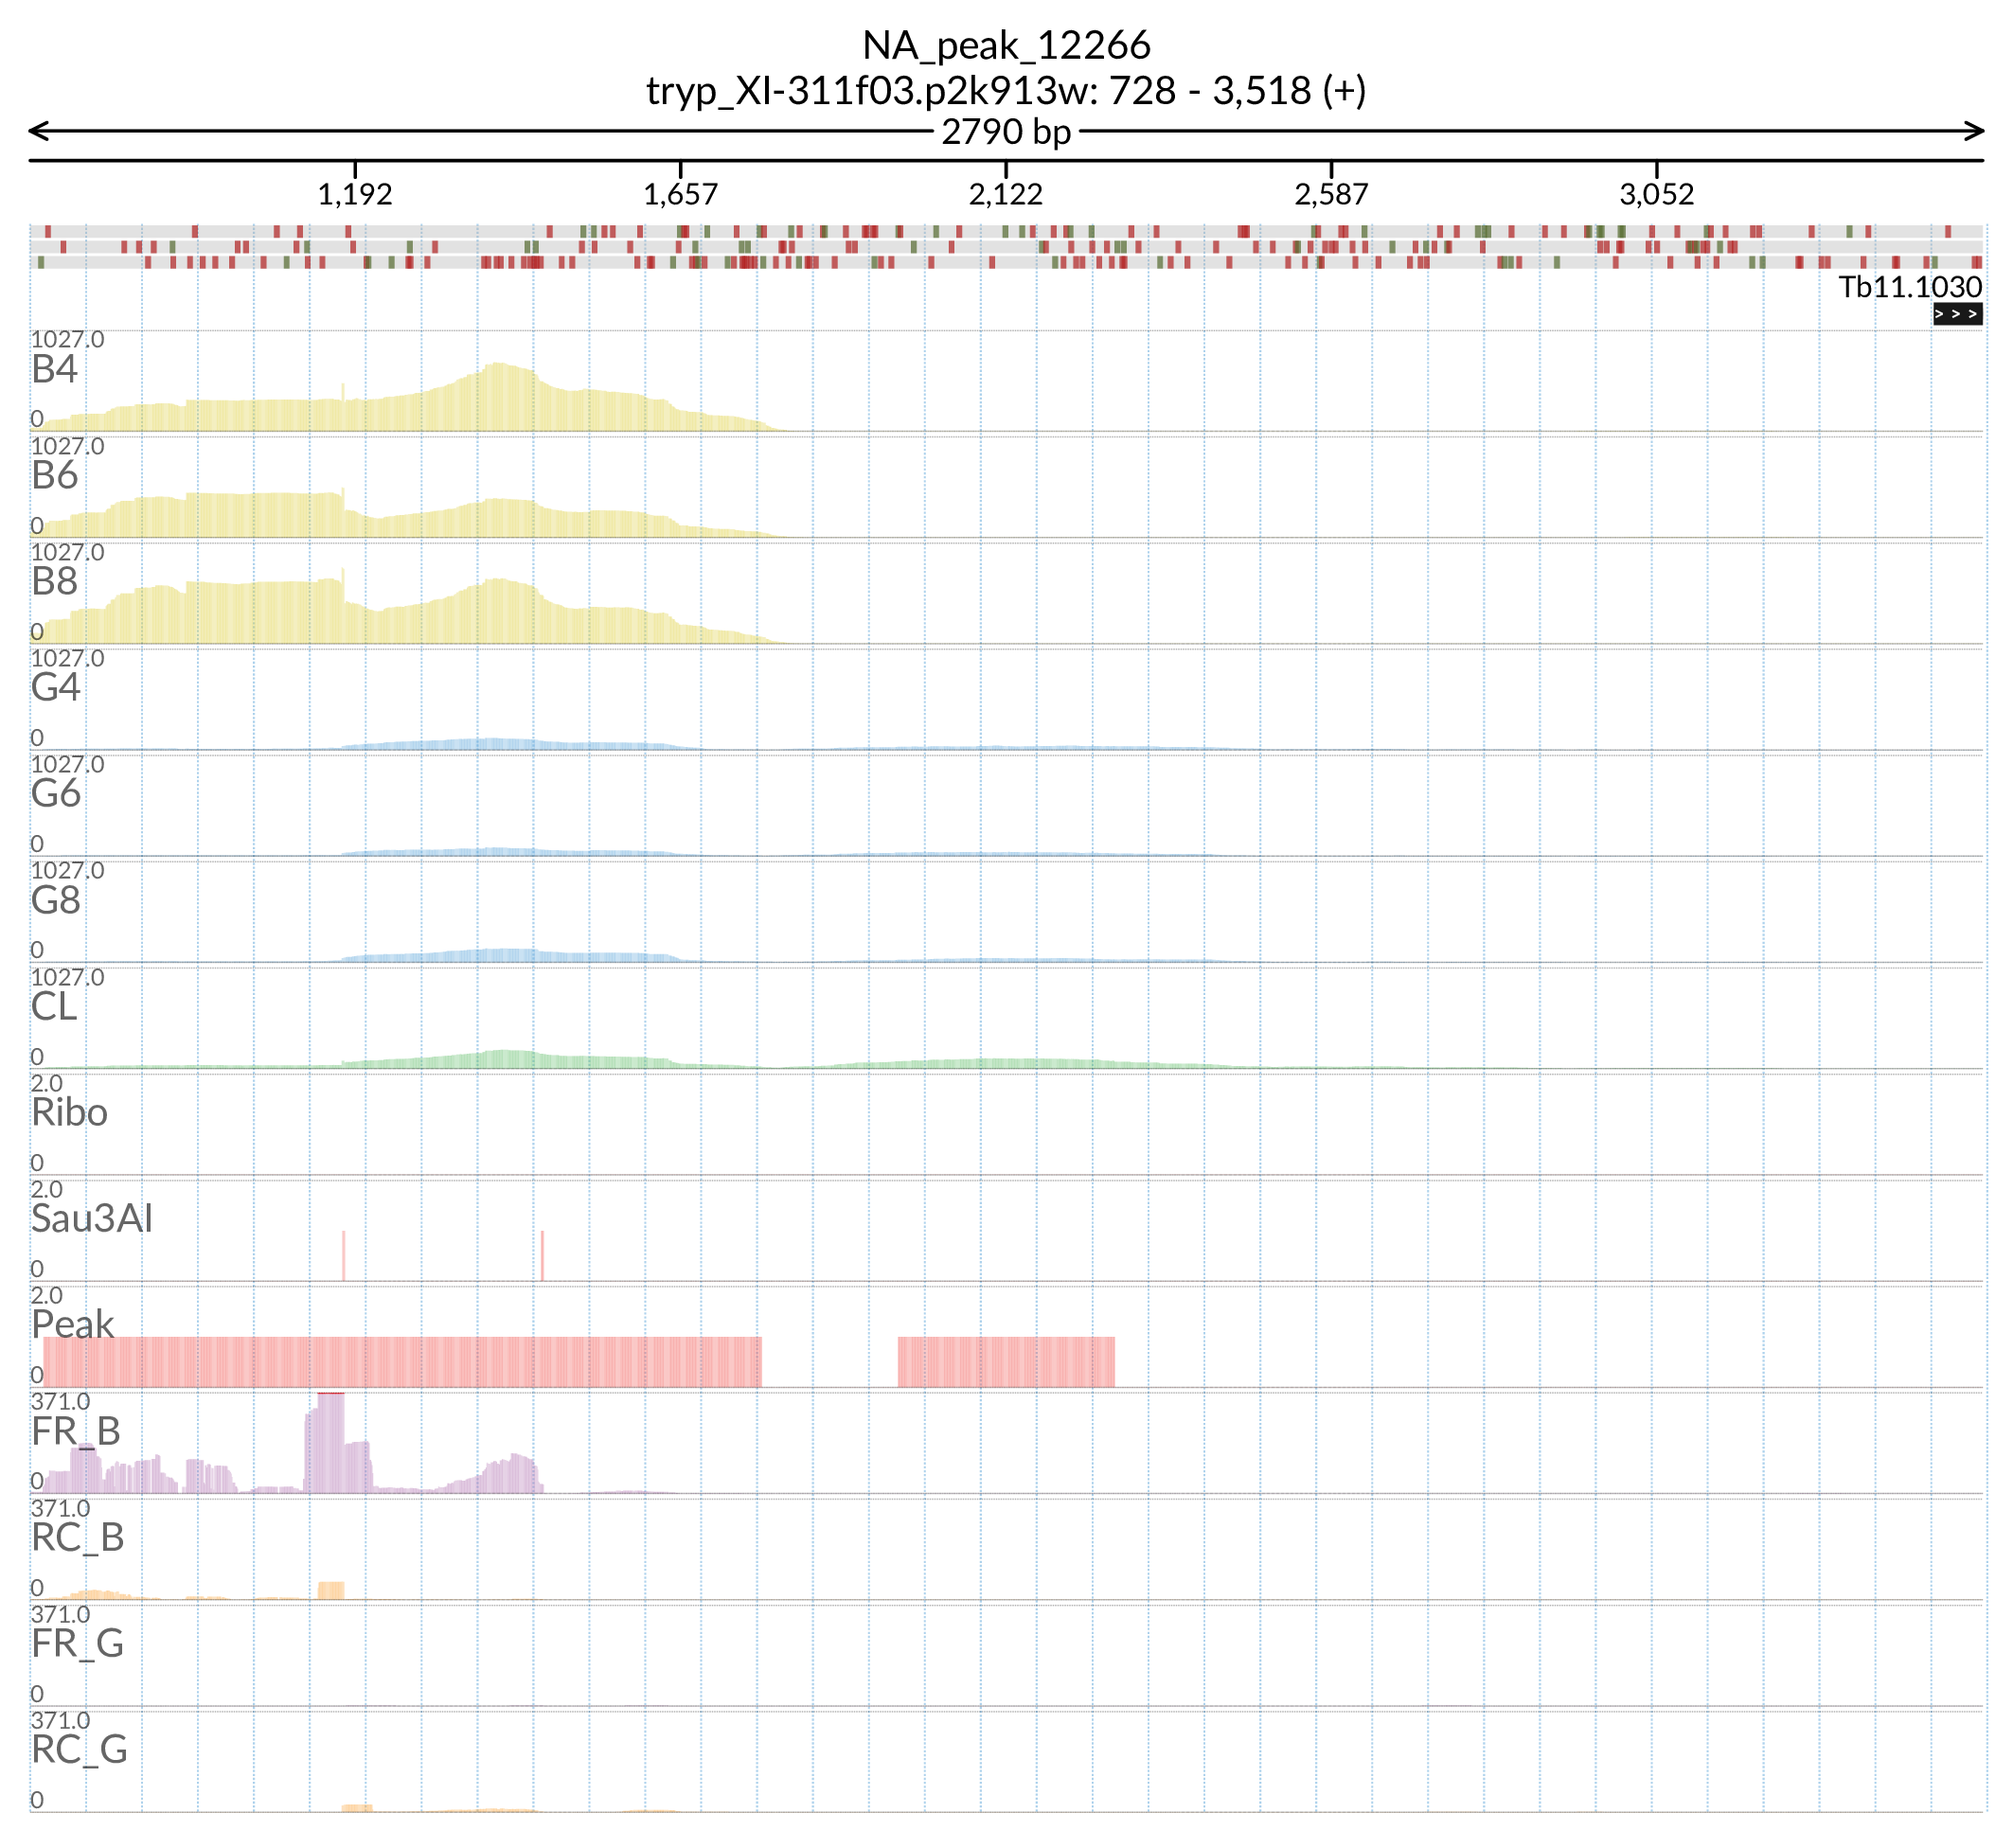 NA_peak_12266
tryp_XI-311f03.p2k913w: 728 - 3,518 (+)
2790 bp
1,192 1,657 2,122 2,587 3,052
Tb11.1030
> > >
1027.0
B4
0
1027.0
B6
0
1027.0
B8
0
1027.0
G4
0
1027.0
G6
0
1027.0
G8
0
1027.0
CL
0
2.0
Ribo
0
2.0
Sau3AI
0
2.0
Peak
0
371.0
FR_B
0
371.0
RC_B
0
371.0
FR_G
0
371.0
RC_G
0